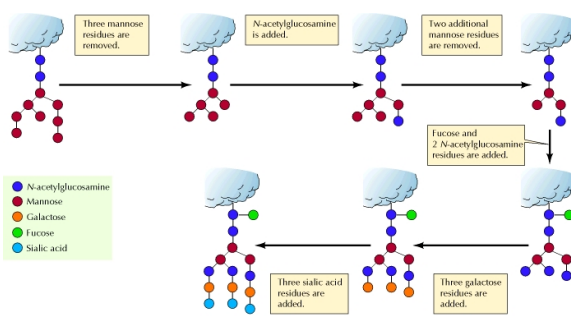 Three mannose
residues are
removed.
N-acetylglucosamine
is added.
Two additional
mannose residues
are removed.
Fucose and
2 N-acetylglucosamine
residues are added.
N-acetylglucosamine
Mannose
Galactose
Fucose
Sialic acid
Three sialic acid
residues are
added.
Three galactose
residues are
added.